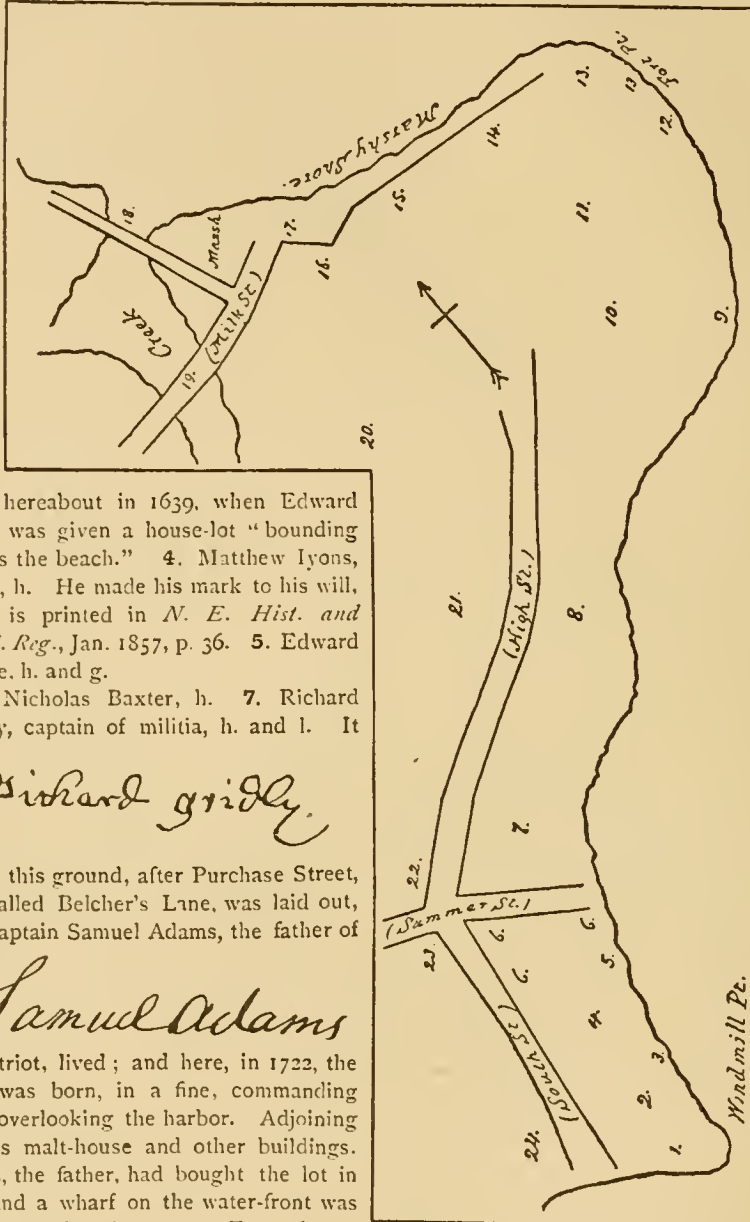 Fort Pt.
13.
13
12.
14.
Marshy Shore.
15.
11.
18.
Marsh
17.
16.
Creek
19.
(Milk St.)
10.
9.
20.
hereabout in 1639, when Edward
was given a house-lot “bounding
s the beach.” 4. Matthew Iyons,
, h. He made his mark to his will,
is printed in N. E. Hist. and
. Reg., Jan. 1857, p. 36. 5. Edward
e, h. and g.
Nicholas Baxter, h. 7. Richard
y, captain of militia, h. and l. It
Richard gridly.
this ground, after Purchase Street,
alled Belcher’s Lane, was laid out,
aptain Samuel Adams, the father of
Samuel Adams
triot, lived; and here, in 1722, the
was born, in a fine, commanding
overlooking the harbor. Adjoining
s malt-house and other buildings.
, the father, had bought the lot in
nd a wharf on the water-front was
21.
(High St.)
8.
22.
7.
(Summer St.)
23.
6.
6.
6.
5.
4.
(South St.)
3.
2.
24.
1.
Windmill Pt.